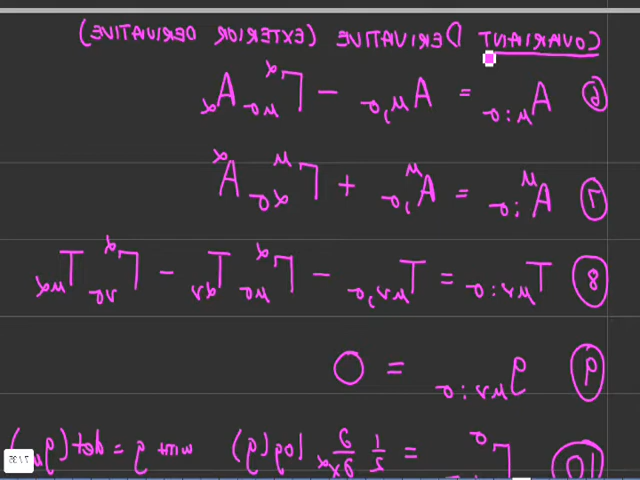 COVARIANT DERIVATIVE (EXTERIOR DERIVATIVE)
⑥ A_{μ:σ} = A_{μ,σ} − Γ^α_{μσ} A_α
⑦ A^μ_{:σ} = A^μ_{,σ} + Γ^μ_{ασ} A^α
⑧ T_{μν:σ} = T_{μν,σ} − Γ^α_{μσ} T_{αν} − Γ^α_{νσ} T_{μα}
⑨ g_{μν:σ} = 0
⑩ Γ^σ = 1/2 ∂/∂x^α log(g) with g = det(g_μ